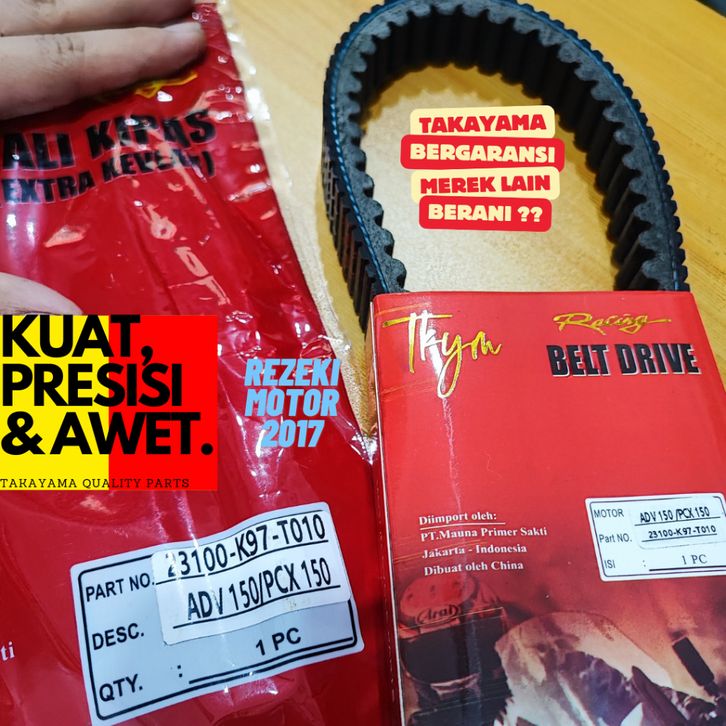 ALI KIPAS
(EXTRA KEVLAR)
TAKAYAMA
BERGARANSI
MEREK LAIN
BERANI ??
KUAT,
PRESISI
& AWET.
TAKAYAMA QUALITY PARTS
REZEKI
MOTOR
2017
Tkym
Racing
BELT DRIVE
Diimport oleh:
PT.Mauna Primer Sakti
Jakarta - Indonesia
Dibuat oleh China
MOTOR ADV 150 /PCX 150
Part NO. 23100-K97-T010
ISI : 1 PC
PART NO. 23100-K97-T010
DESC. ADV 150/PCX 150
QTY. : 1 PC
ti